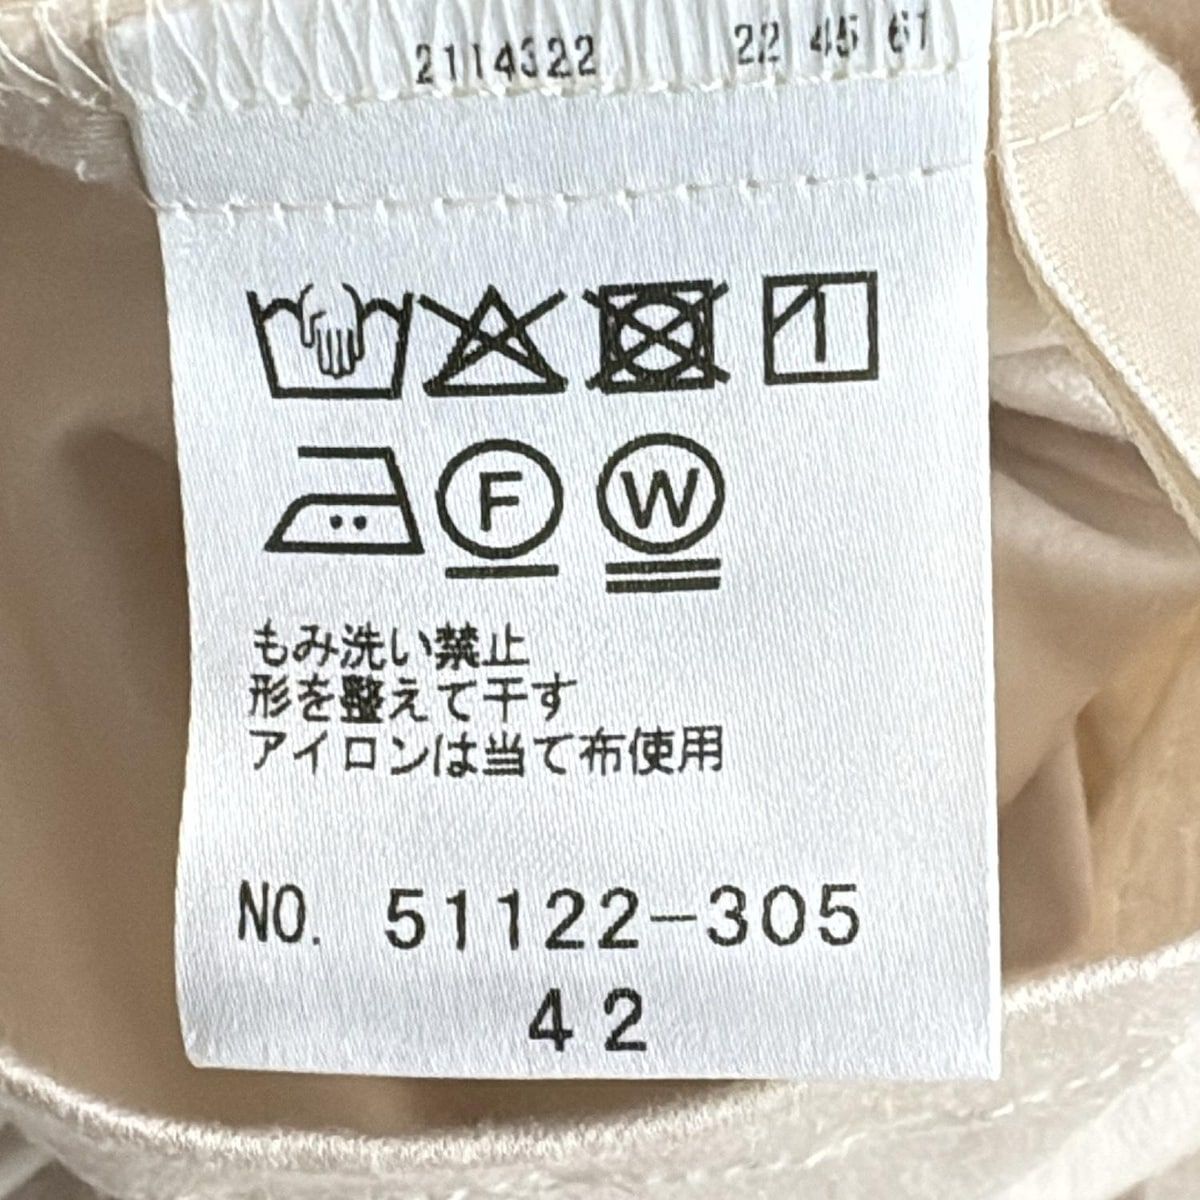 2114322 22 45 61
F W
もみ洗い禁止
形を整えて干す
アイロンは当て布使用
NO. 51122-305
42